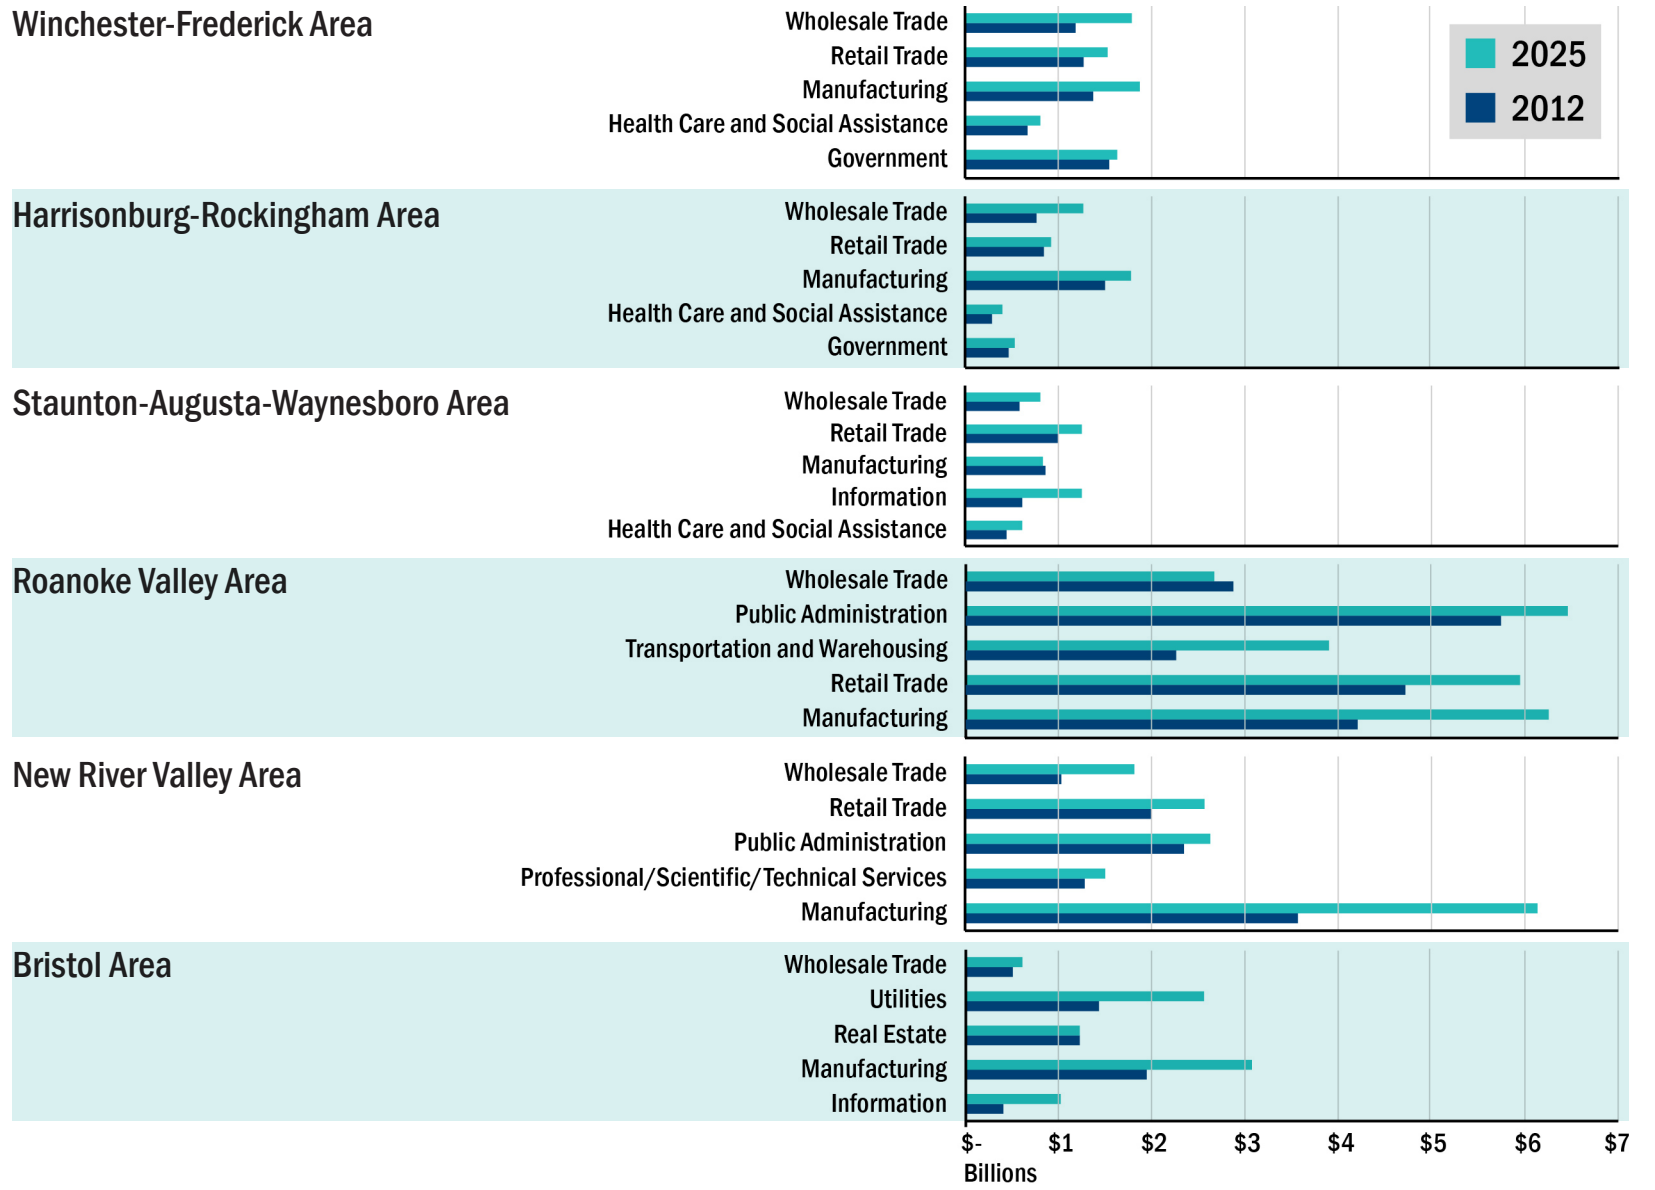 Winchester-Frederick Area
Wholesale Trade
Retail Trade
Manufacturing
Health Care and Social Assistance
Government
2025
2012
Harrisonburg-Rockingham Area
Wholesale Trade
Retail Trade
Manufacturing
Health Care and Social Assistance
Government
Staunton-Augusta-Waynesboro Area
Wholesale Trade
Retail Trade
Manufacturing
Information
Health Care and Social Assistance
Roanoke Valley Area
Wholesale Trade
Public Administration
Transportation and Warehousing
Retail Trade
Manufacturing
New River Valley Area
Wholesale Trade
Retail Trade
Public Administration
Professional/Scientific/Technical Services
Manufacturing
Bristol Area
Wholesale Trade
Utilities
Real Estate
Manufacturing
Information
$- $1 $2 $3 $4 $5 $6 $7
Billions